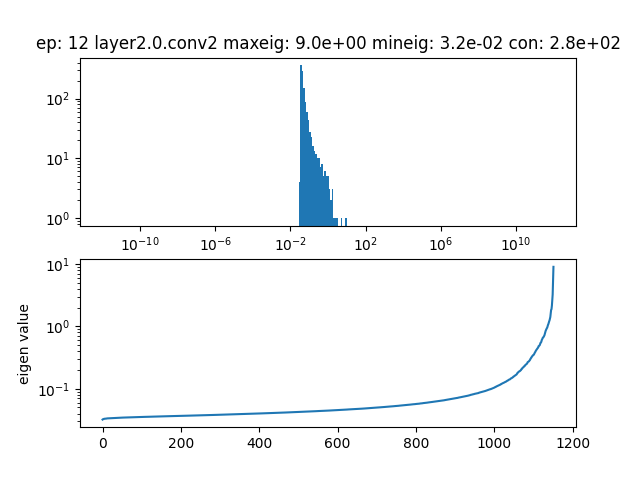 ep: 12 layer2.0.conv2 maxeig: 9.0e+00 mineig: 3.2e-02 con: 2.8e+02
10²
10¹
10⁰
10⁻¹⁰ 10⁻⁶ 10⁻² 10² 10⁶ 10¹⁰
eigen value
10¹
10⁰
10⁻¹
0 200 400 600 800 1000 1200